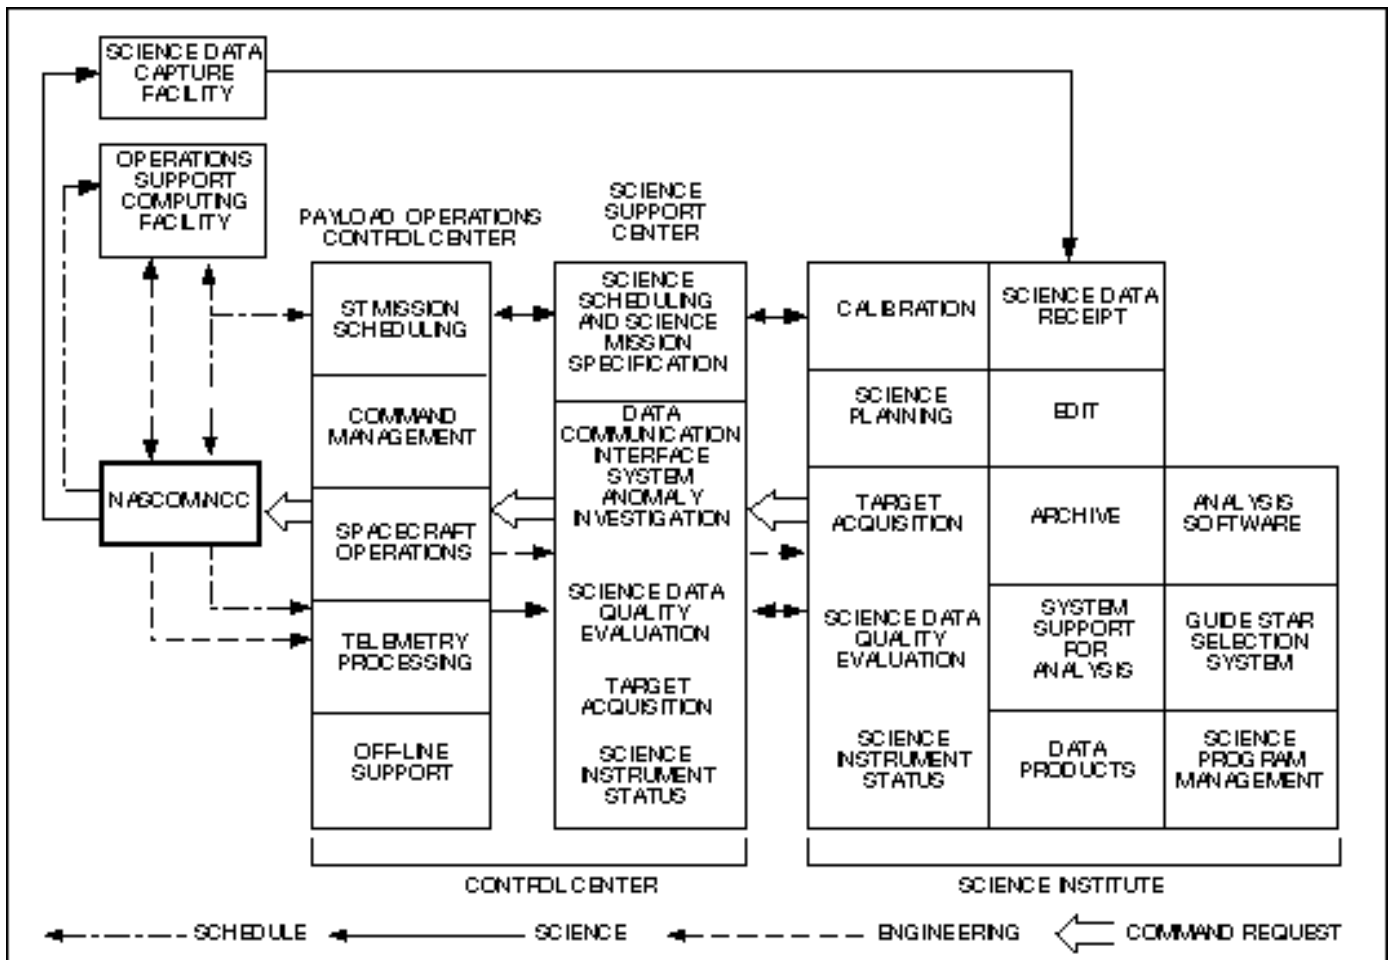 SCIENCE DATA
CAPTURE
FACILITY
OPERATIONS
SUPPORT
COMPUTING
FACILITY
NASCOM/NCC
PAYLOAD OPERATIONS
CONTROL CENTER
ST MISSION
SCHEDULING
COMMAND
MANAGEMENT
SPACECRAFT
OPERATIONS
TELEMETRY
PROCESSING
OFF-LINE
SUPPORT
SCIENCE
SUPPORT
CENTER
SCIENCE
SCHEDULING
AND SCIENCE
MISSION
SPECIFICATION
DATA
COMMUNICATION
INTERFACE
SYSTEM
ANOMALY
INVESTIGATION
SCIENCE DATA
QUALITY
EVALUATION
TARGET
ACQUISITION
SCIENCE
INSTRUMENT
STATUS
CONTROL CENTER
CALIBRATION
SCIENCE
PLANNING
TARGET
ACQUISITION
SCIENCE DATA
QUALITY
EVALUATION
SCIENCE
INSTRUMENT
STATUS
SCIENCE DATA
RECEIPT
EDIT
ARCHIVE
SYSTEM
SUPPORT
FOR
ANALYSIS
DATA
PRODUCTS
ANALYSIS
SOFTWARE
GUIDE STAR
SELECTION
SYSTEM
SCIENCE
PROGRAM
MANAGEMENT
SCIENCE INSTITUTE
SCHEDULE
SCIENCE
ENGINEERING
COMMAND REQUEST